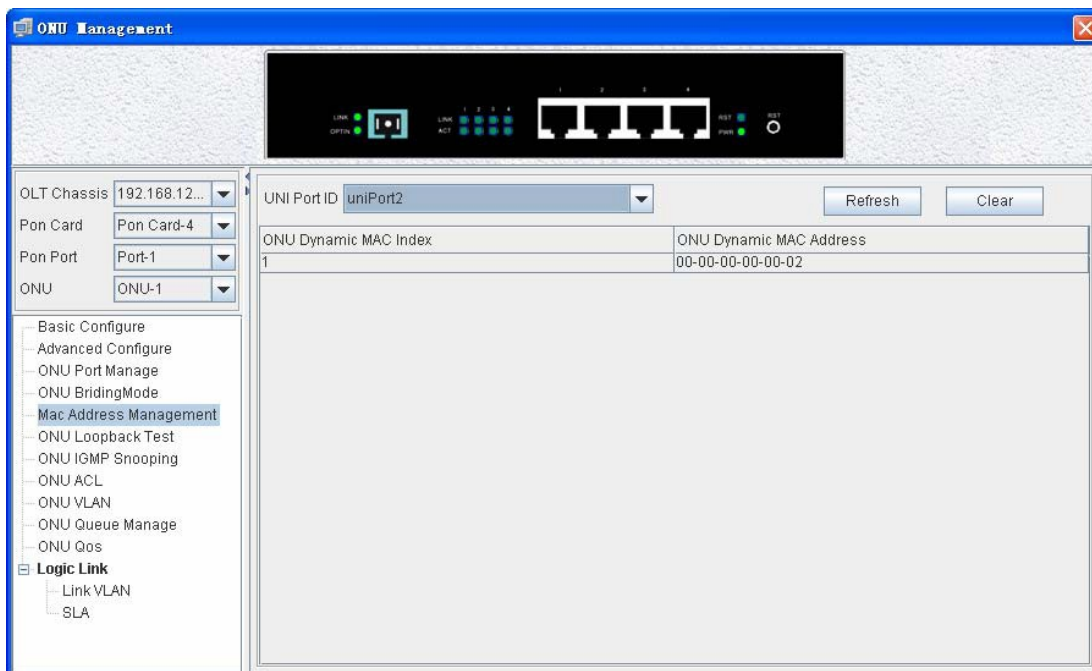 ONU Management
1 2 3 4
LINK
OPTIN
1 2 3 4
LINK
ACT
RST
PWR
RST
OLT Chassis 192.168.12...
Pon Card Pon Card-4
Pon Port Port-1
ONU ONU-1
Basic Configure
Advanced Configure
ONU Port Manage
ONU BridingMode
Mac Address Management
ONU Loopback Test
ONU IGMP Snooping
ONU ACL
ONU VLAN
ONU Queue Manage
ONU Qos
Logic Link
Link VLAN
SLA
UNI Port ID uniPort2 Refresh Clear
ONU Dynamic MAC Index ONU Dynamic MAC Address
1 00-00-00-00-00-02